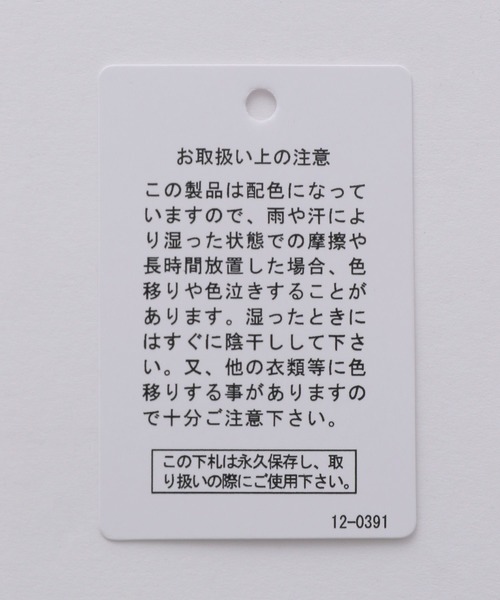 お取扱い上の注意
この製品は配色になって
いますので、雨や汗によ
り湿った状態での摩擦や
長時間放置した場合、色
移りや色泣きすることが
あります。湿ったときに
はすぐに陰干しして下さ
い。又、他の衣類等に色
移りする事がありますの
で十分ご注意下さい。
この下札は永久保存し、取
り扱いの際にご使用下さい。
12-0391